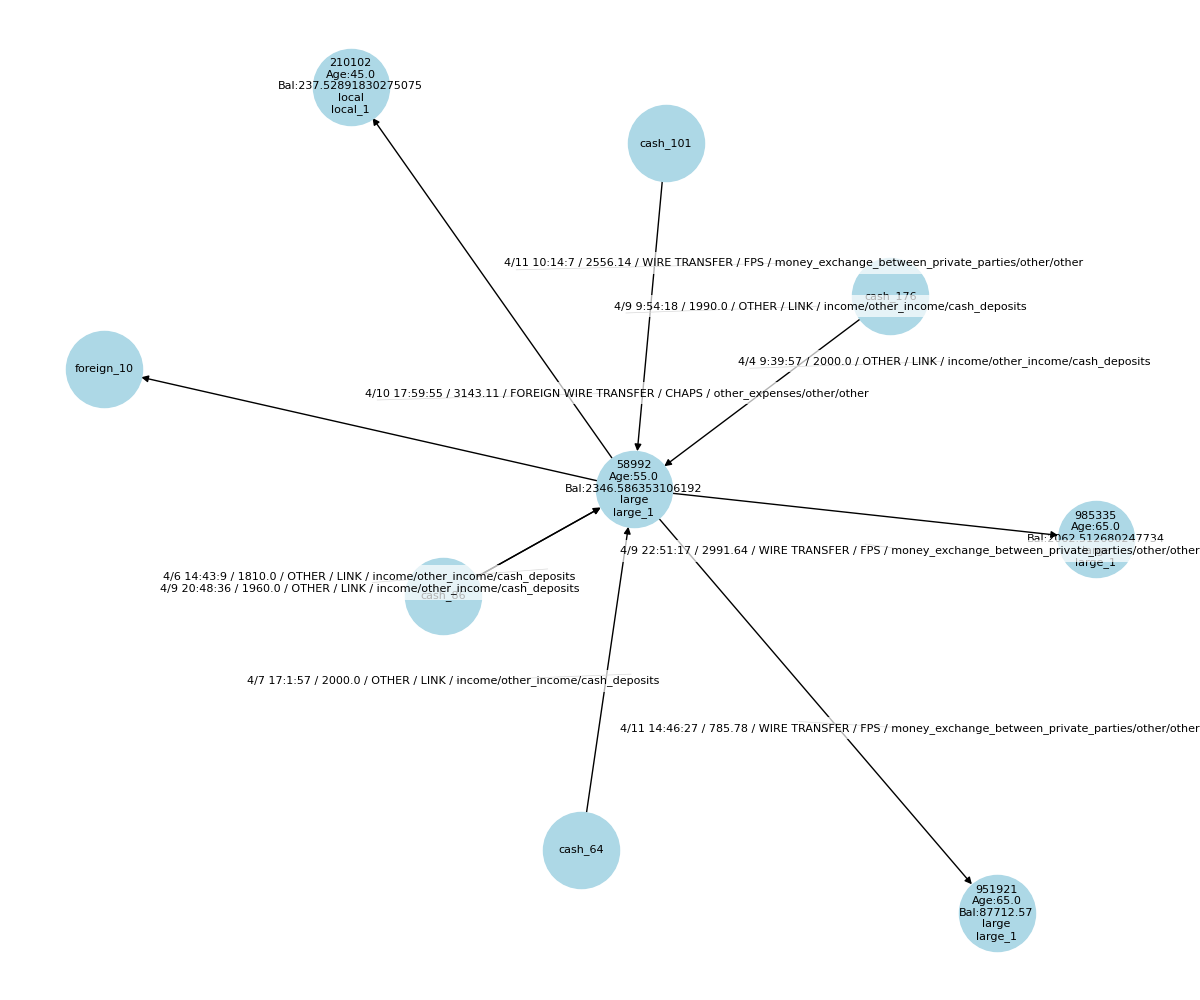 210102
Age:45.0
Bal:237.52891830275075
local
local_1
cash_101
4/11 10:14:7 / 2556.14 / WIRE TRANSFER / FPS / money_exchange_between_private_parties/other/other
cash_176
4/9 9:54:18 / 1990.0 / OTHER / LINK / income/other_income/cash_deposits
4/4 9:39:57 / 2000.0 / OTHER / LINK / income/other_income/cash_deposits
foreign_10
4/10 17:59:55 / 3143.11 / FOREIGN WIRE TRANSFER / CHAPS / other_expenses/other/other
58992
Age:55.0
Bal:2346.586353106192
large
large_1
985335
Age:65.0
large_1
4/9 22:51:17 / 2991.64 / WIRE TRANSFER / FPS / money_exchange_between_private_parties/other/other
4/6 14:43:9 / 1810.0 / OTHER / LINK / income/other_income/cash_deposits
4/9 20:48:36 / 1960.0 / OTHER / LINK / income/other_income/cash_deposits
4/7 17:1:57 / 2000.0 / OTHER / LINK / income/other_income/cash_deposits
4/11 14:46:27 / 785.78 / WIRE TRANSFER / FPS / money_exchange_between_private_parties/other/other
cash_64
951921
Age:65.0
Bal:87712.57
large
large_1